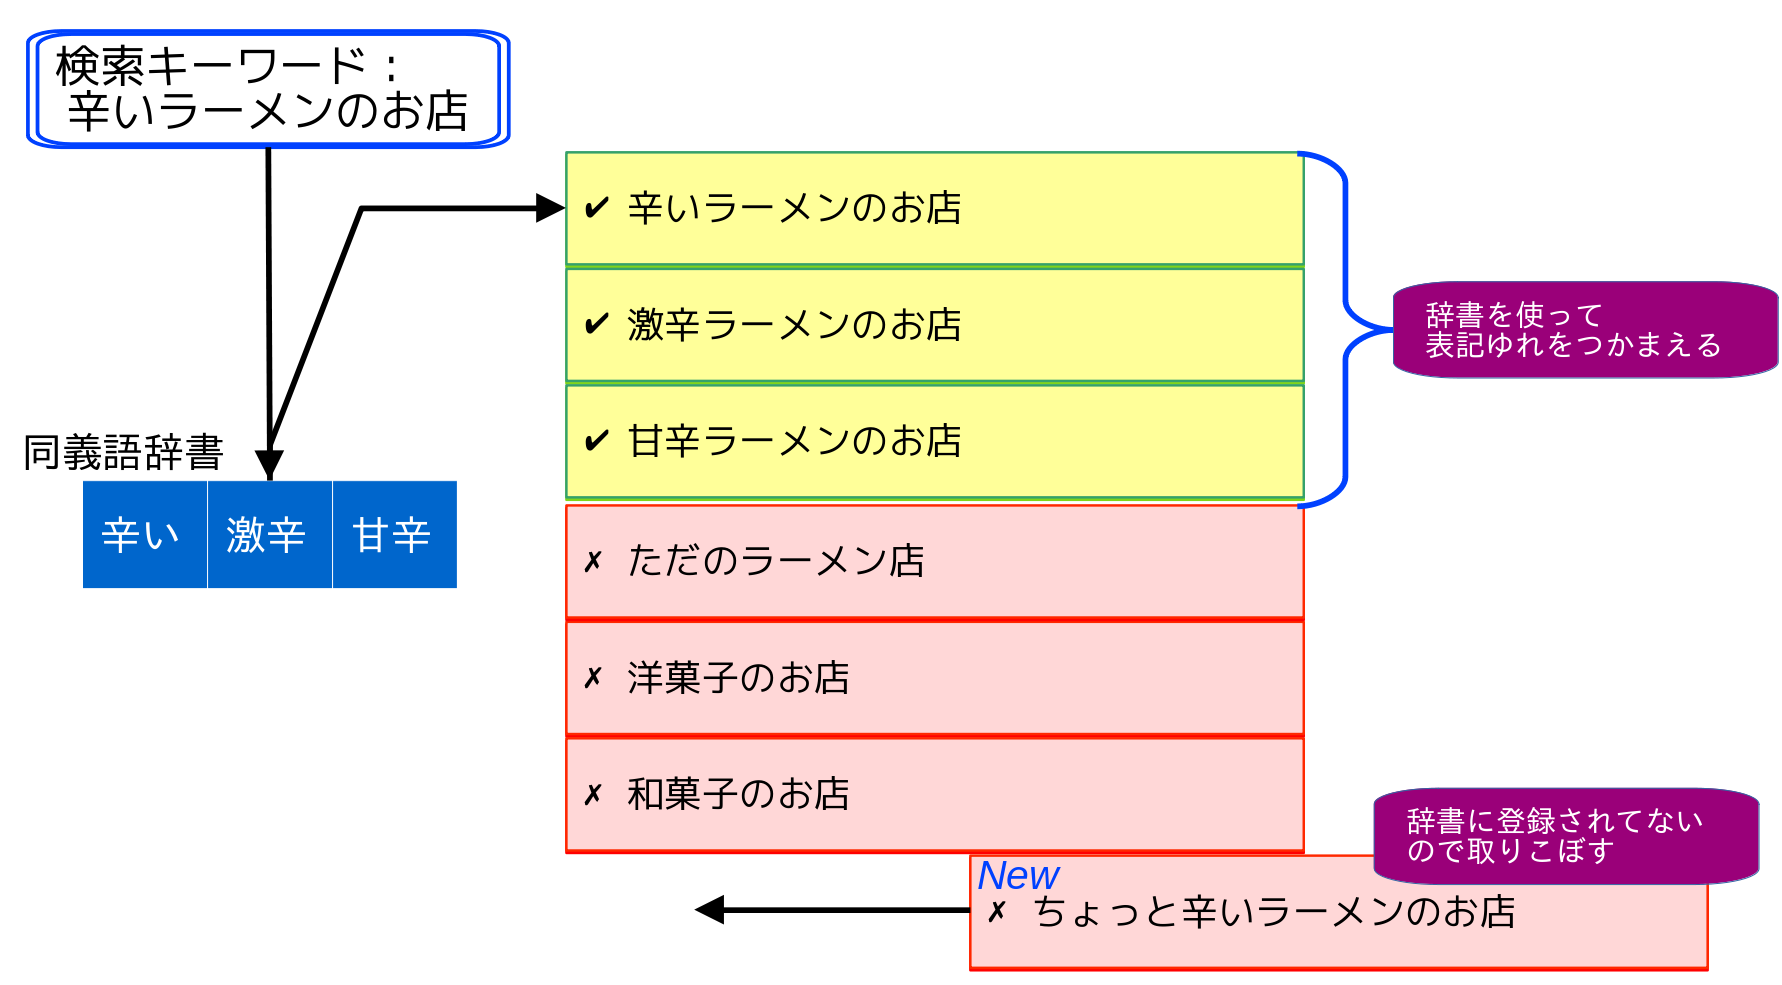 検索キーワード：
辛いラーメンのお店
✔ 辛いラーメンのお店
✔ 激辛ラーメンのお店
辞書を使って
表記ゆれをつかまえる
✔ 甘辛ラーメンのお店
同義語辞書
辛い 激辛 甘辛
✗ ただのラーメン店
✗ 洋菓子のお店
✗ 和菓子のお店
辞書に登録されてない
ので取りこぼす
New
✗ ちょっと辛いラーメンのお店